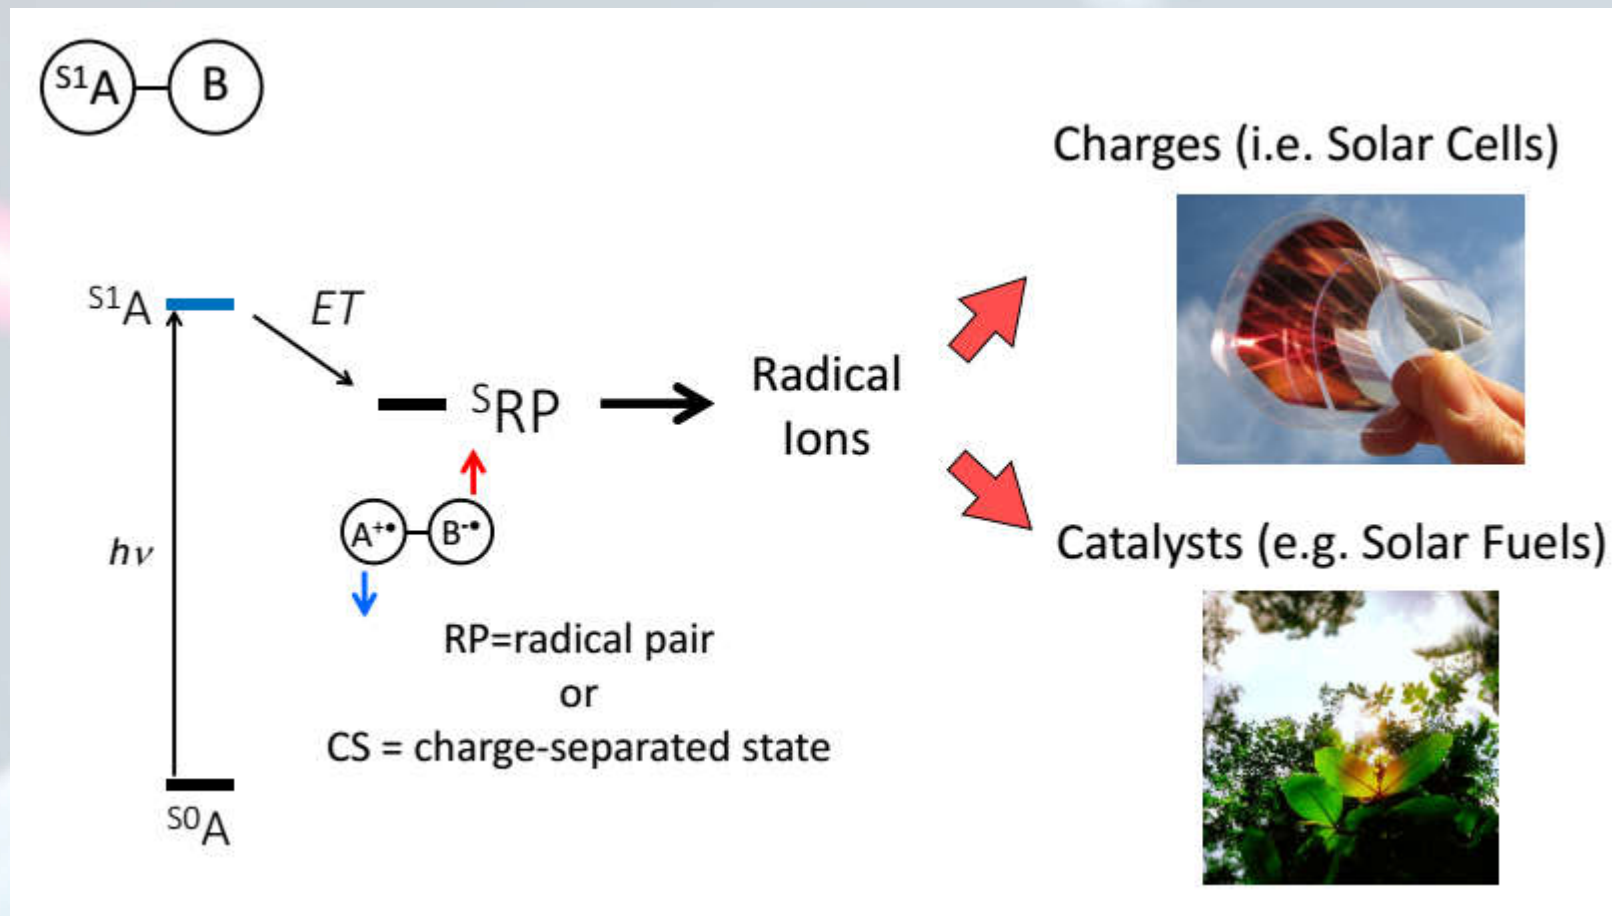 S1A B
Charges (i.e. Solar Cells)
S1A
ET
SRP
Radical
Ions
A+• B-•
hν
Catalysts (e.g. Solar Fuels)
RP=radical pair
or
CS = charge-separated state
S0A